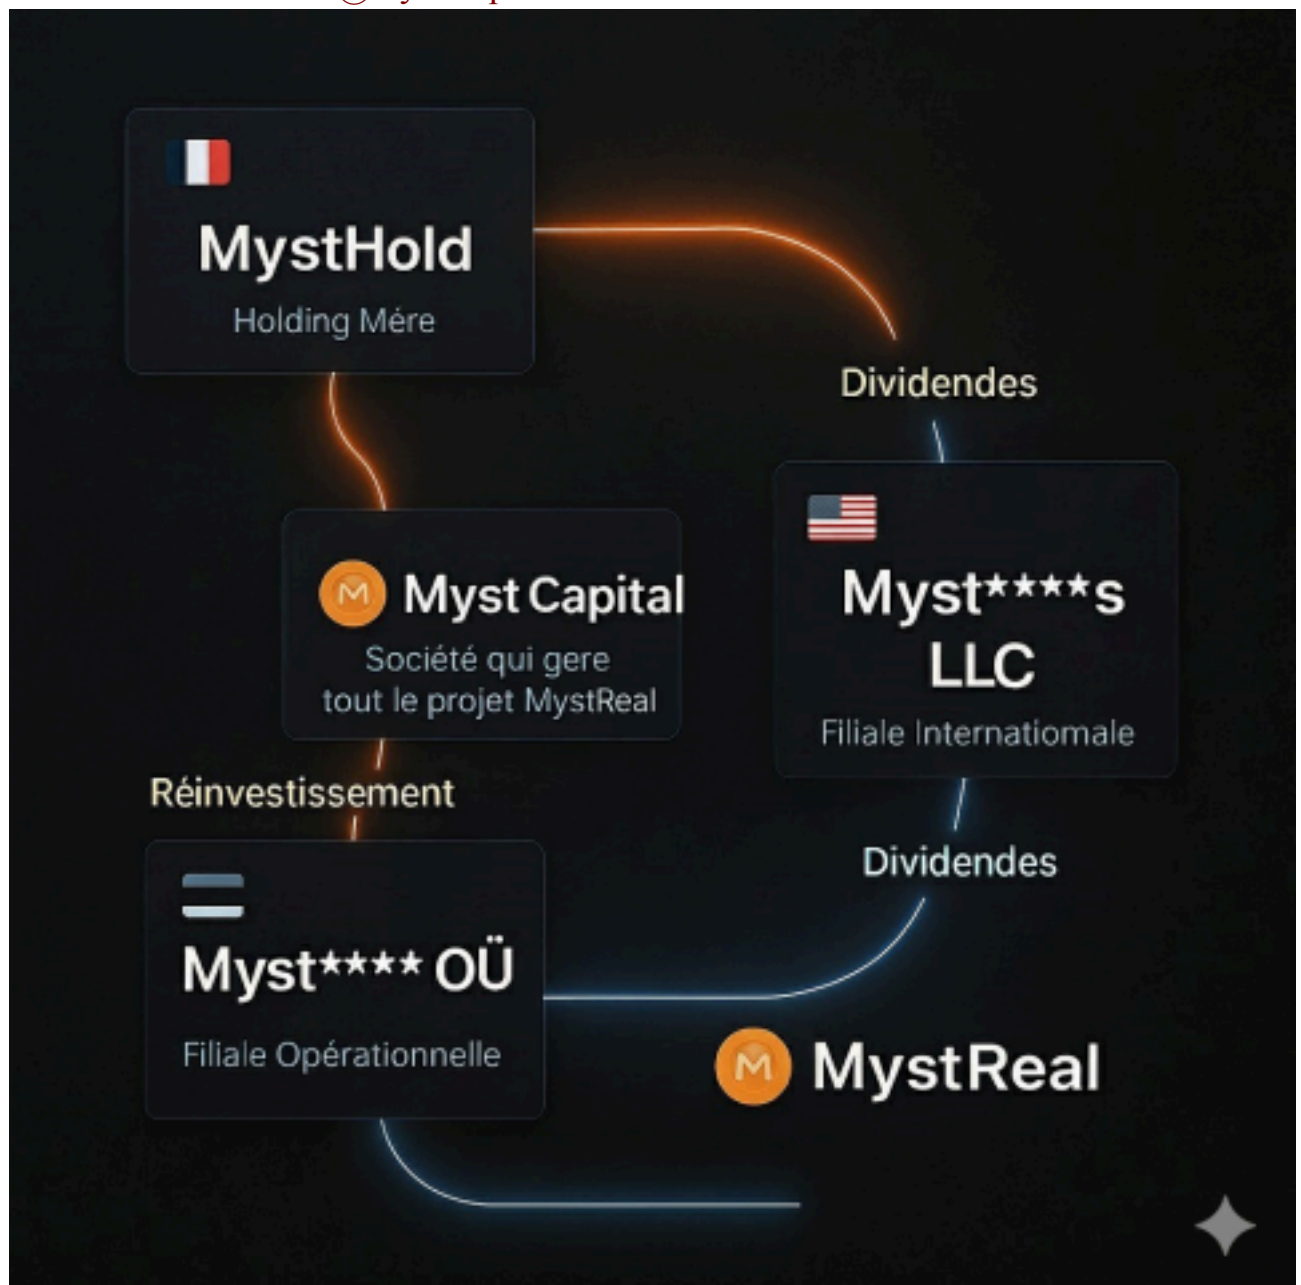 MystHold
Holding Mére
Dividendes
M Myst Capital
Société qui gere
tout le projet MystReal
Myst****s
LLC
Filiale Internatiomale
Réinvestissement
Dividendes
Myst**** OÜ
Filiale Opérationnelle
M MystReal